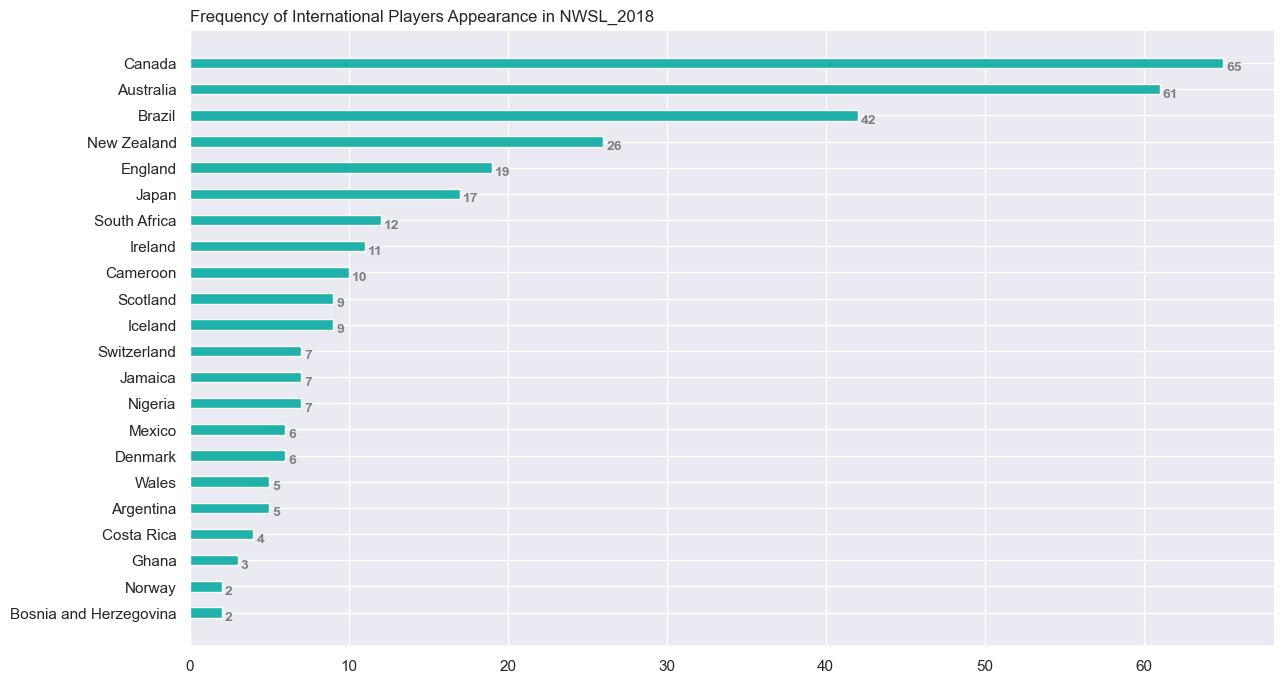 Frequency of International Players Appearance in NWSL_2018
Canada 65
Australia 61
Brazil 42
New Zealand 26
England 19
Japan 17
South Africa 12
Ireland 11
Cameroon 10
Scotland 9
Iceland 9
Switzerland 7
Jamaica 7
Nigeria 7
Mexico 6
Denmark 6
Wales 5
Argentina 5
Costa Rica 4
Ghana 3
Norway 2
Bosnia and Herzegovina 2
0 10 20 30 40 50 60